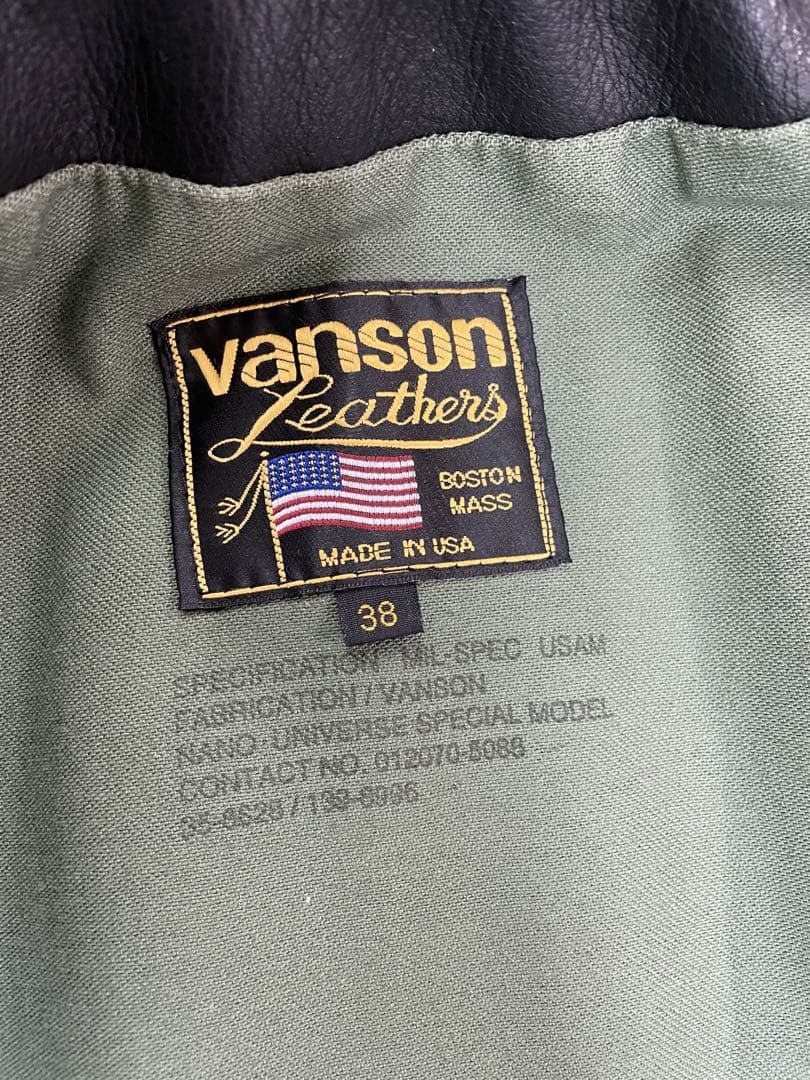 vanson
Leathers
BOSTON
MASS
MADE IN USA
38
SPECIFICATION MIL-SPEC USAM
FABRICATION / VANSON
NANO UNIVERSE SPECIAL MODEL
CONTACT NO. 012070-5088